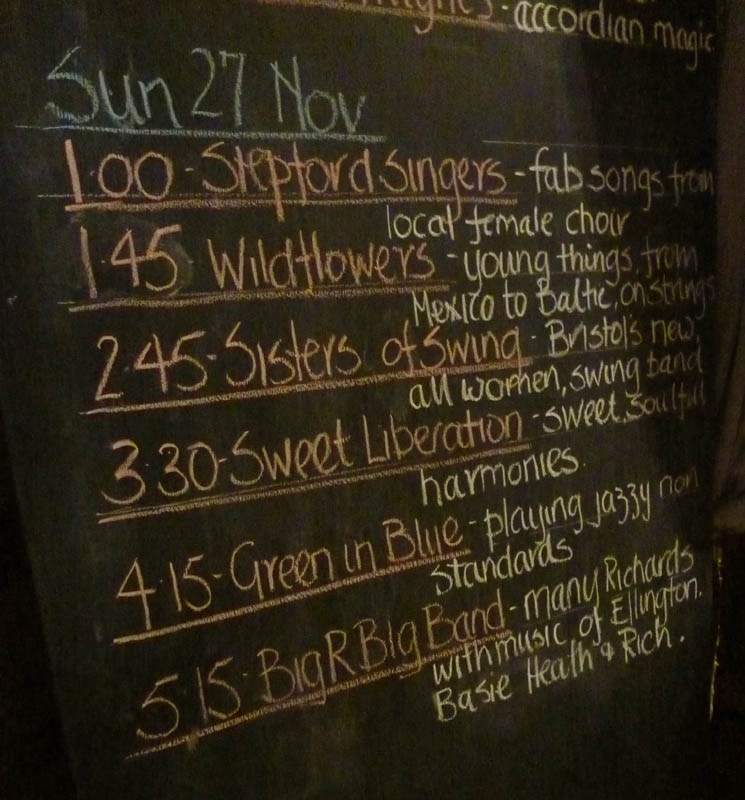 - accordian magic
Sun 27 Nov
1.00 - Stepford Singers - fab songs from
local female choir
1.45 Wildflowers - young things, from
Mexico to Baltic, on strings
2.45 - Sisters of Swing - Bristol's new,
all women, swing band
3.30 - Sweet Liberation - sweet, soulful
harmonies.
4.15 - Green in Blue - playing jazzy non
standards
5.15 - Big R Big Band - many Richards
with music of Ellington,
Basie Heath & Rich.